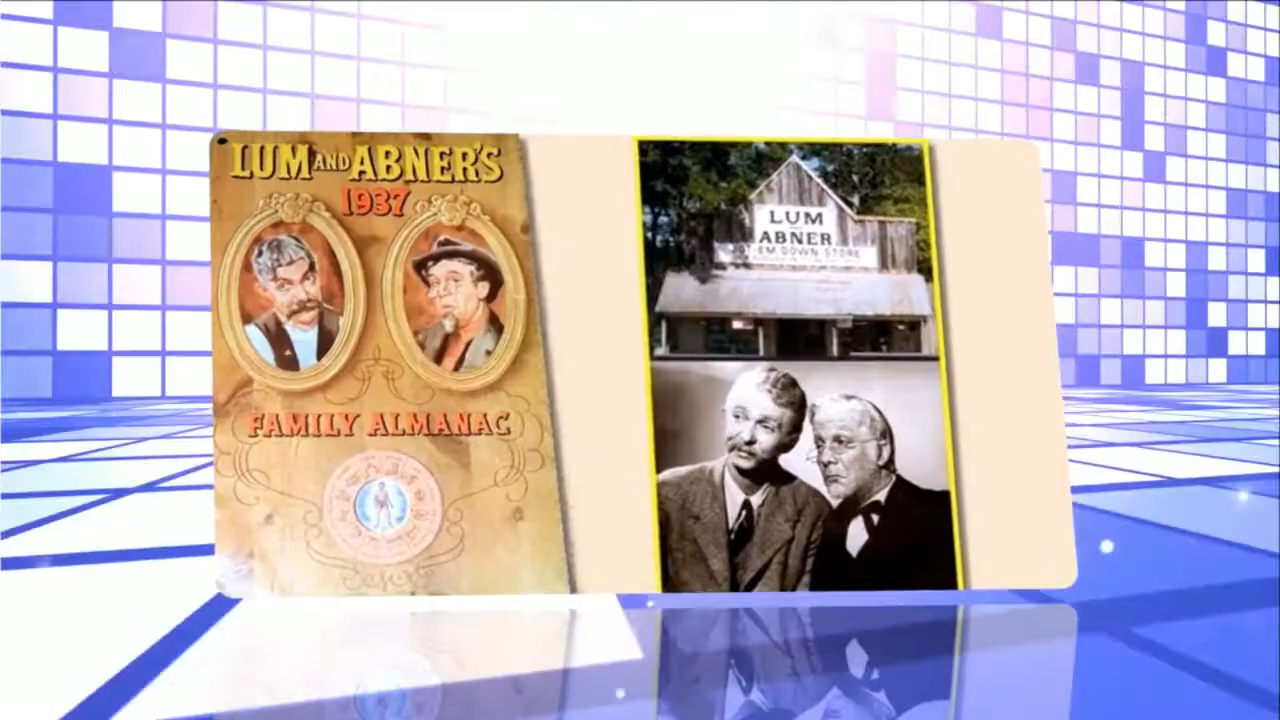 LUM AND ABNER'S
1937
FAMILY ALMANAC
LUM
ABNER
JOT 'EM DOWN STORE